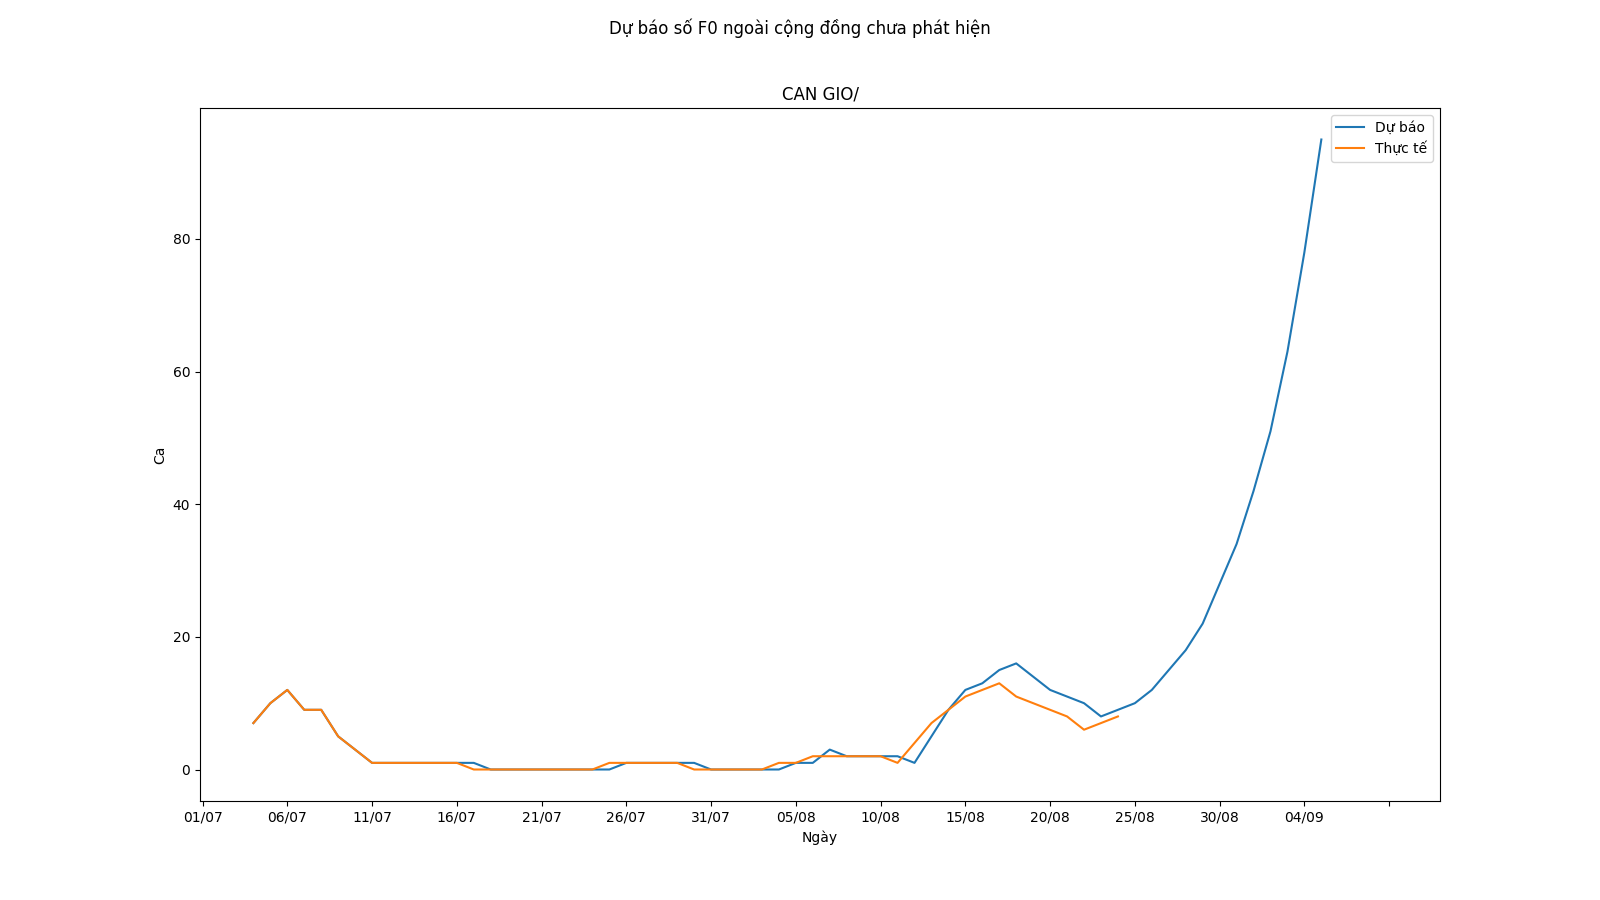 Dự báo số F0 ngoài cộng đồng chưa phát hiện
CAN GIO/
Dự báo
Thực tế
80
60
Ca
40
20
0
01/07 06/07 11/07 16/07 21/07 26/07 31/07 05/08 10/08 15/08 20/08 25/08 30/08 04/09
Ngày